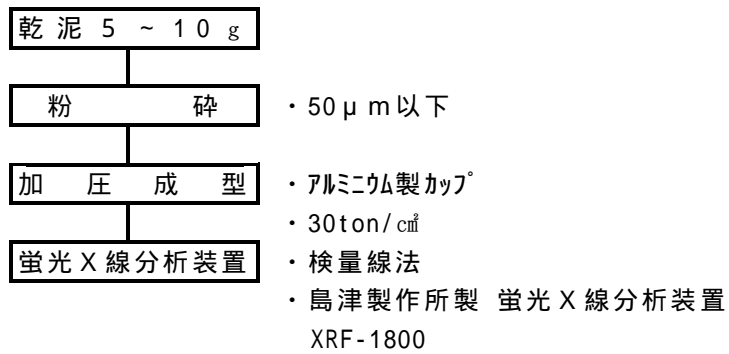 乾泥5~10g
粉砕 ・50μm以下
加圧成型 ・ｱﾙﾐﾆｳﾑ製ｶｯﾌﾟ
・30ton/㎠
蛍光X線分析装置 ・検量線法
・島津製作所製 蛍光X線分析装置
XRF-1800